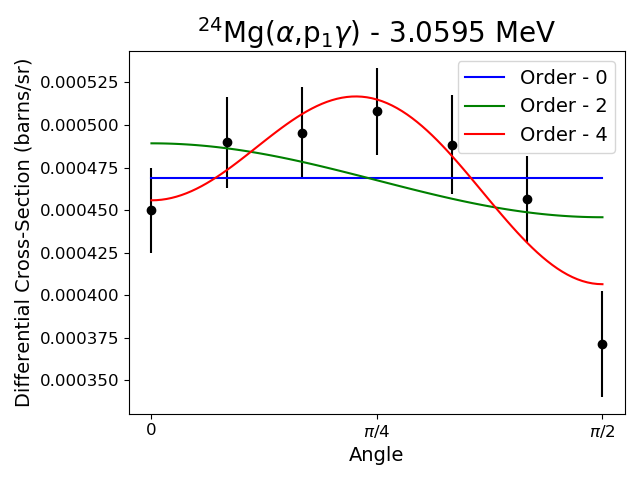 ²⁴Mg(α,p₁γ) - 3.0595 MeV
Order - 0
Order - 2
Order - 4
Differential Cross-Section (barns/sr)
0.000525
0.000500
0.000475
0.000450
0.000425
0.000400
0.000375
0.000350
0 π/4 π/2
Angle